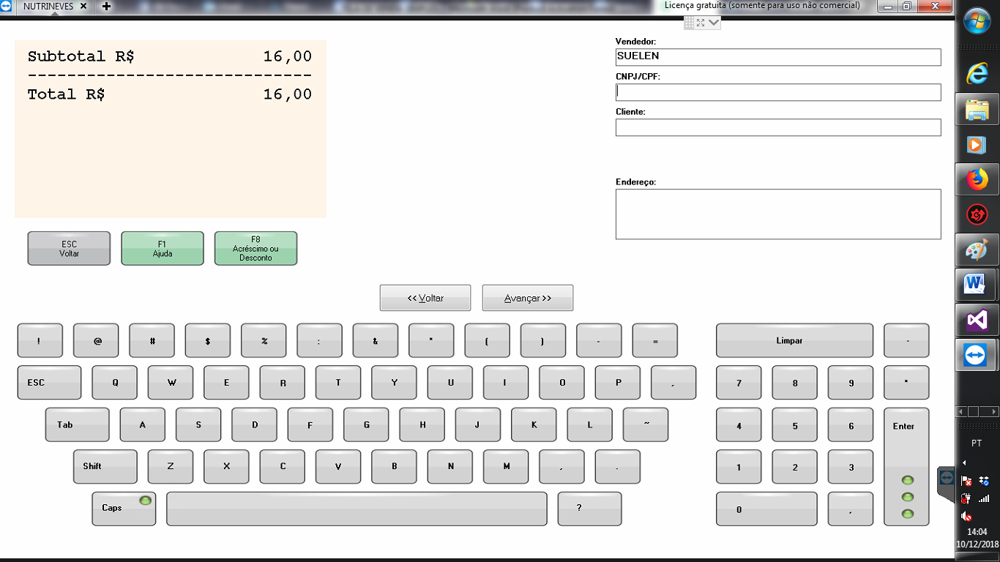 NUTRINEVES
Licença gratuita (somente para uso não comercial)
Subtotal R$ 16,00
-----------------------------
Total R$ 16,00
Vendedor:
SUELEN
CNPJ/CPF:
Cliente:
Endereço:
ESC
Voltar
F1
Ajuda
F8
Acréscimo ou
Desconto
<< Voltar
Avançar >>
! @ # $ % : & * ( ) - = Limpar -
ESC Q W E R T Y U I O P 7 8 9 *
Tab A S D F G H J K L ~ 4 5 6 Enter
Shift Z X C V B N M , . 1 2 3
Caps ? 0 ,
PT
14:04
10/12/2018